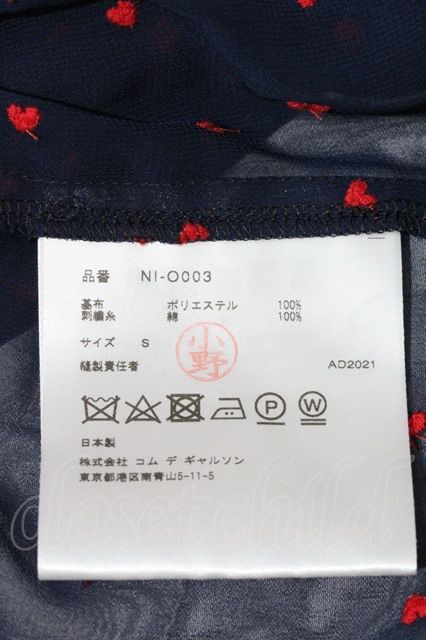 品番 NI-O003
基布 ポリエステル 100%
刺繍糸 綿 100%
サイズ S
小野
縫製責任者 AD2021
P W
日本製
株式会社 コム デ ギャルソン
東京都港区南青山5-11-5
closetchild